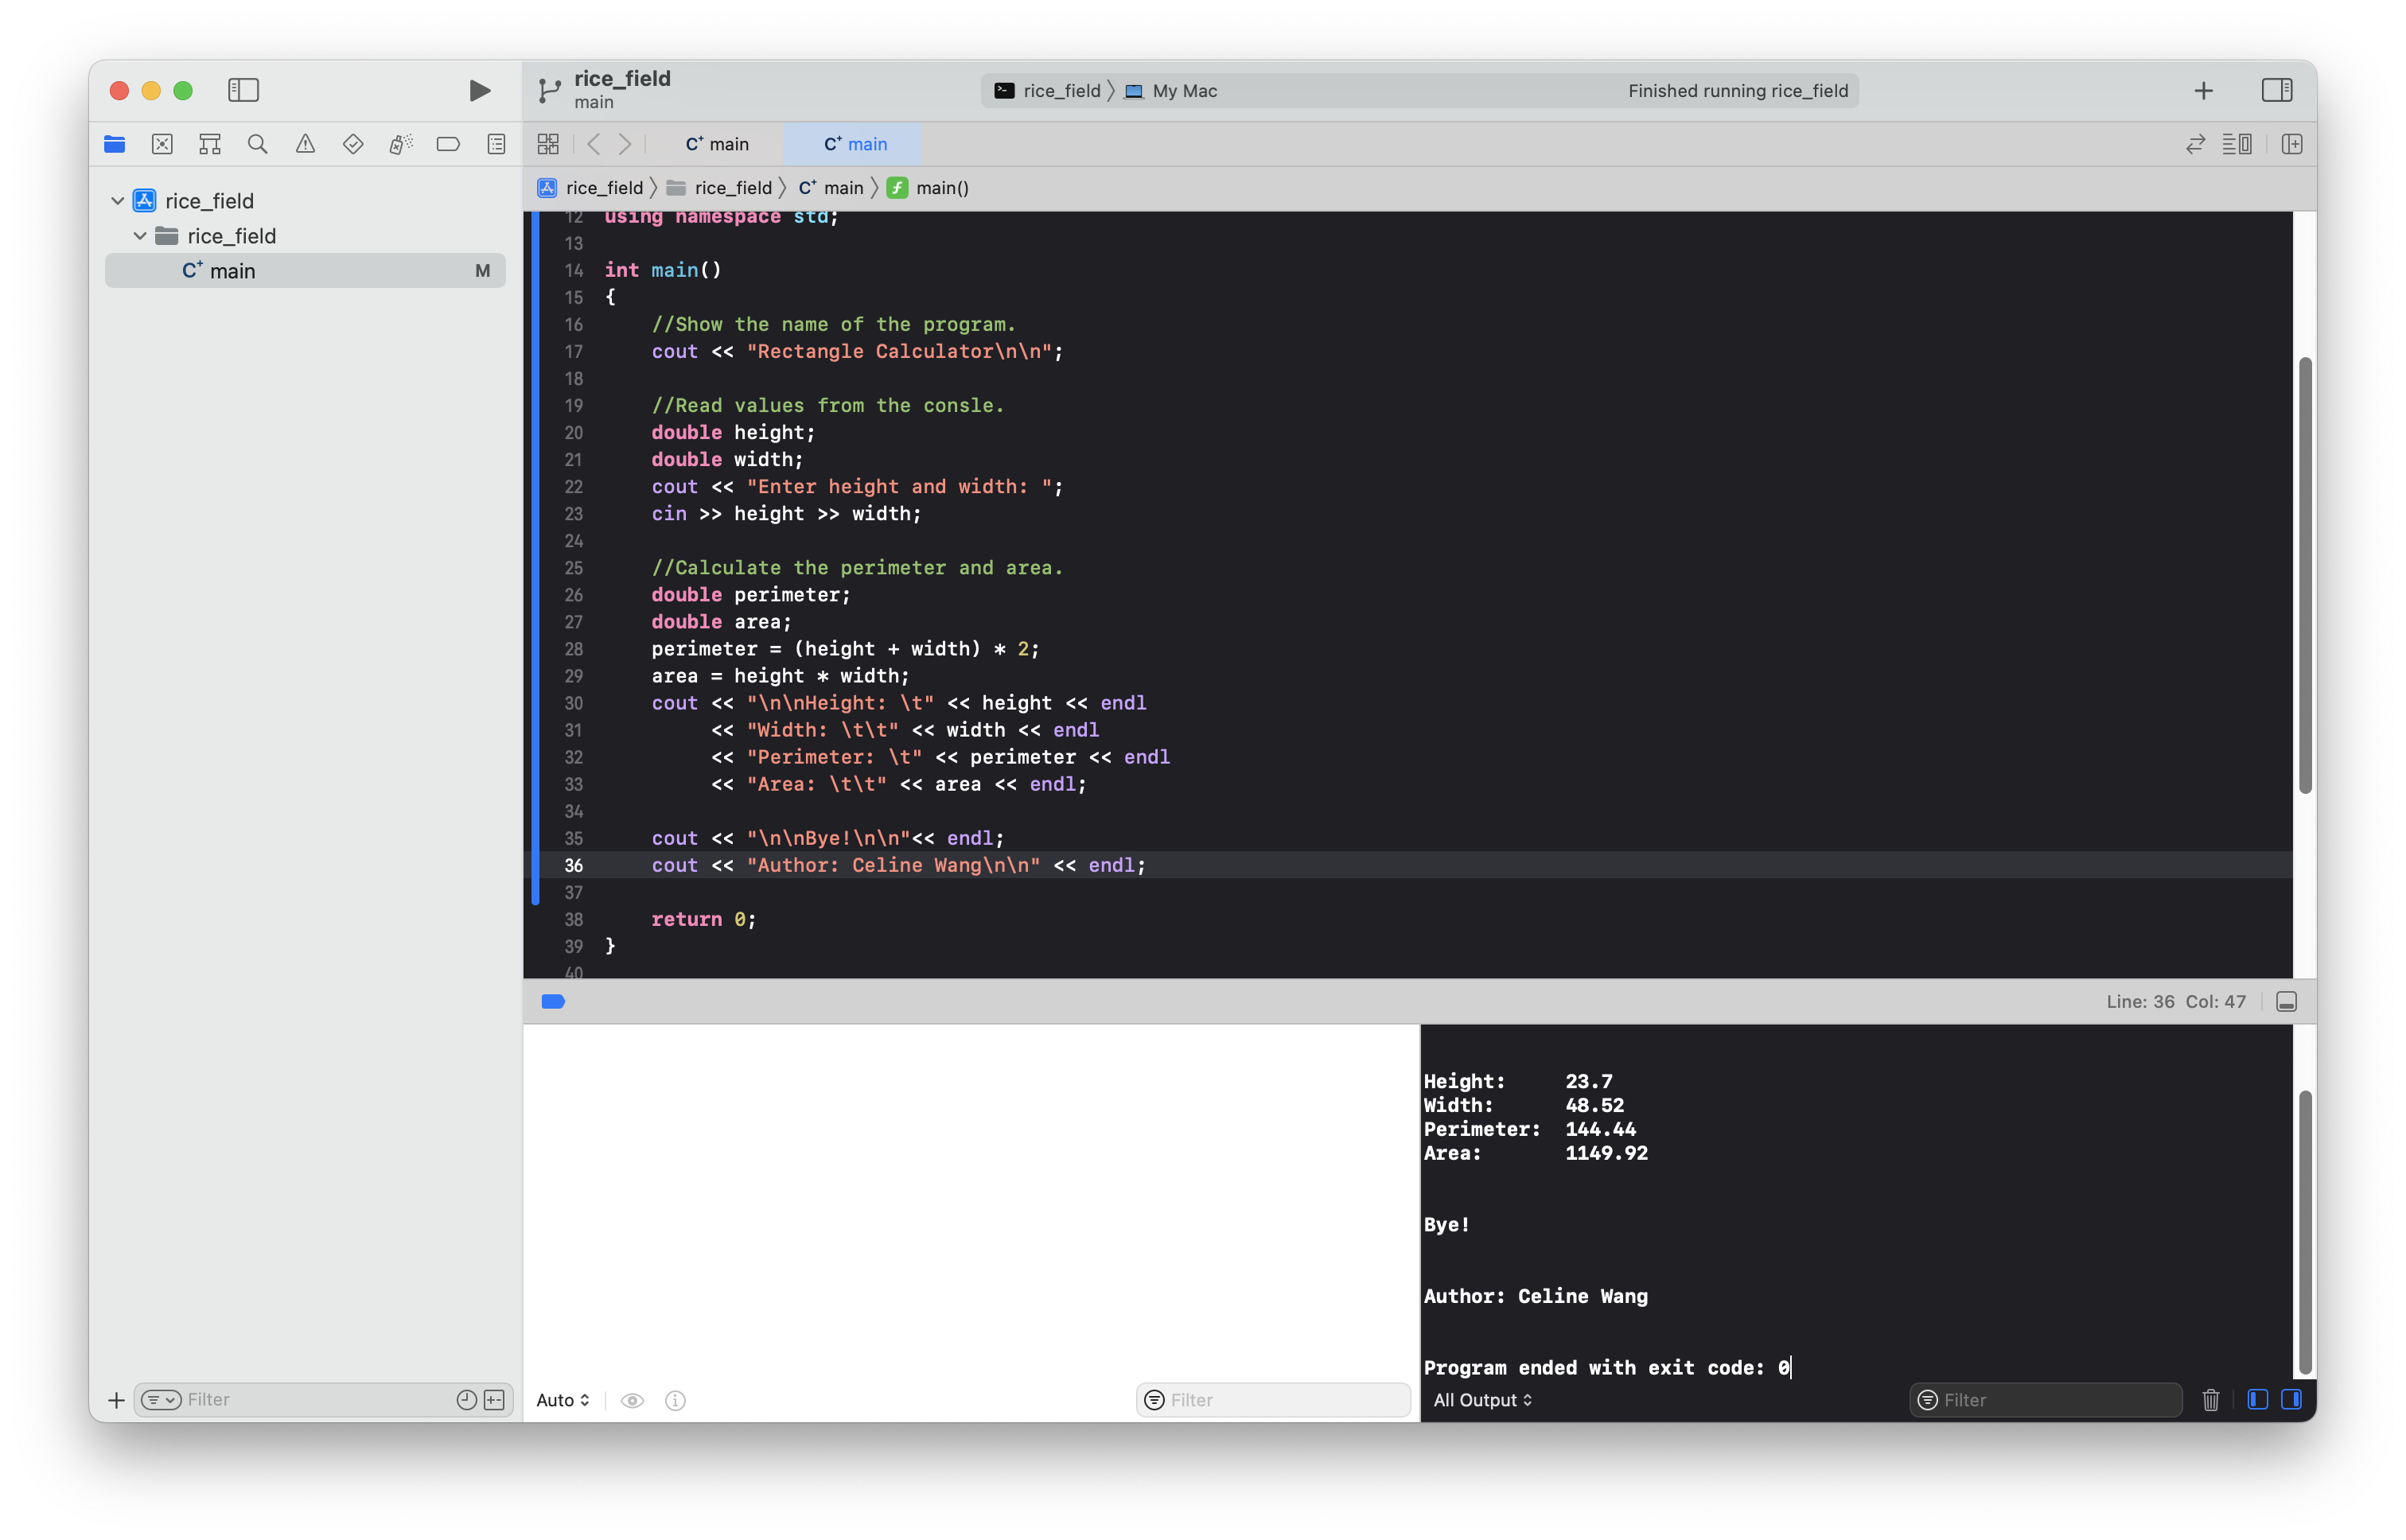 rice_field
main
rice_field
My Mac
Finished running rice_field
main
main
rice_field
rice_field
main
main()
rice_field
rice_field
main
M
12 using namespace std;
13
14 int main()
15 {
16 //Show the name of the program.
17 cout << "Rectangle Calculator\n\n";
18
19 //Read values from the consle.
20 double height;
21 double width;
22 cout << "Enter height and width: ";
23 cin >> height >> width;
24
25 //Calculate the perimeter and area.
26 double perimeter;
27 double area;
28 perimeter = (height + width) * 2;
29 area = height * width;
30 cout << "\n\nHeight: \t" << height << endl
31 << "Width: \t\t" << width << endl
32 << "Perimeter: \t" << perimeter << endl
33 << "Area: \t\t" << area << endl;
34
35 cout << "\n\nBye!\n\n"<< endl;
36 cout << "Author: Celine Wang\n\n" << endl;
37
38 return 0;
39 }
40
Line: 36 Col: 47
Height: 23.7
Width: 48.52
Perimeter: 144.44
Area: 1149.92
Bye!
Author: Celine Wang
Program ended with exit code: 0
Filter
Auto
Filter
All Output
Filter